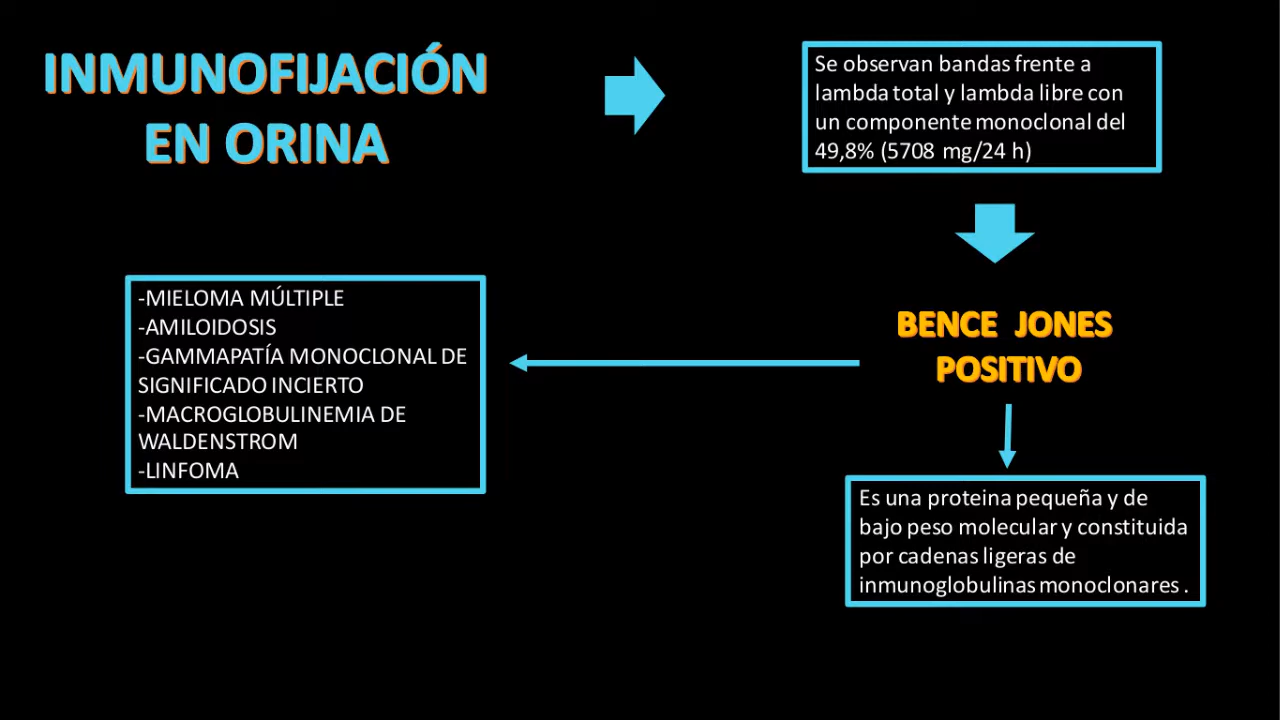 INMUNOFIJACIÓN
EN ORINA
Se observan bandas frente a
lambda total y lambda libre con
un componente monoclonal del
49,8% (5708 mg/24 h)
BENCE JONES
POSITIVO
-MIELOMA MÚLTIPLE
-AMILOIDOSIS
-GAMMAPATÍA MONOCLONAL DE
SIGNIFICADO INCIERTO
-MACROGLOBULINEMIA DE
WALDENSTROM
-LINFOMA
Es una proteina pequeña y de
bajo peso molecular y constituida
por cadenas ligeras de
inmunoglobulinas monoclonares .